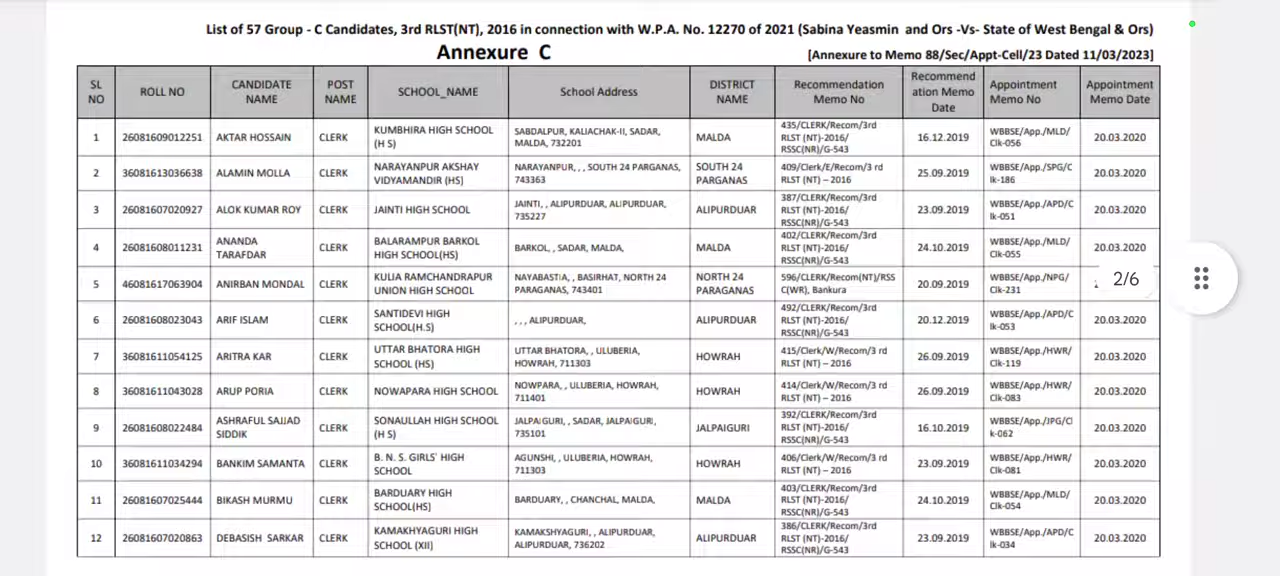 List of 57 Group - C Candidates, 3rd RLST(NT), 2016 in connection with W.P.A. No. 12270 of 2021 (Sabina Yeasmin and Ors -Vs- State of West Bengal & Ors)
Annexure C
[Annexure to Memo 88/Sec/Appt-Cell/23 Dated 11/03/2023]
SL NO ROLL NO CANDIDATE NAME POST NAME SCHOOL_NAME School Address DISTRICT NAME Recommendation Memo No Recommend ation Memo Date Appointment Memo No Appointment Memo Date
1 26081609012251 AKTAR HOSSAIN CLERK KUMBHIRA HIGH SCHOOL (H S) SABDALPUR, KALIACHAK-II, SADAR, MALDA, 732201 MALDA 435/CLERK/Recom/3rd RLST (NT)-2016/ RSSC(NR)/G-543 16.12.2019 WBBSE/App./MLD/ Clk-056 20.03.2020
2 36081613036638 ALAMIN MOLLA CLERK NARAYANPUR AKSHAY VIDYAMANDIR (HS) NARAYANPUR, , , SOUTH 24 PARGANAS, 743363 SOUTH 24 PARGANAS 409/Clerk/E/Recom/3 rd RLST (NT) – 2016 25.09.2019 WBBSE/App./SPG/C lk-186 20.03.2020
3 26081607020927 ALOK KUMAR ROY CLERK JAINTI HIGH SCHOOL JAINTI, , ALIPURDUAR, ALIPURDUAR, 735227 ALIPURDUAR 387/CLERK/Recom/3rd RLST (NT)-2016/ RSSC(NR)/G-543 23.09.2019 WBBSE/App./APD/C lk-051 20.03.2020
4 26081608011231 ANANDA TARAFDAR CLERK BALARAMPUR BARKOL HIGH SCHOOL(HS) BARKOL, , SADAR, MALDA, MALDA 402/CLERK/Recom/3rd RLST (NT)-2016/ RSSC(NR)/G-543 24.10.2019 WBBSE/App./MLD/ Clk-055 20.03.2020
5 46081617063904 ANIRBAN MONDAL CLERK KULIA RAMCHANDRAPUR UNION HIGH SCHOOL NAYABASTIA, , BASIRHAT, NORTH 24 PARAGANAS, 743401 NORTH 24 PARAGANAS 596/CLERK/Recom(NT)/RSS C(WR), Bankura 20.09.2019 WBBSE/App./NPG/ Clk-231 2/6
6 26081608023043 ARIF ISLAM CLERK SANTIDEVI HIGH SCHOOL(H.S) , , , ALIPURDUAR, ALIPURDUAR 492/CLERK/Recom/3rd RLST (NT)-2016/ RSSC(NR)/G-543 20.12.2019 WBBSE/App./APD/C lk-053 20.03.2020
7 36081611054125 ARITRA KAR CLERK UTTAR BHATORA HIGH SCHOOL (HS) UTTAR BHATORA, , ULUBERIA, HOWRAH, 711303 HOWRAH 415/Clerk/W/Recom/3 rd RLST (NT) – 2016 26.09.2019 WBBSE/App./HWR/ Clk-119 20.03.2020
8 36081611043028 ARUP PORIA CLERK NOWAPARA HIGH SCHOOL NOWPARA, , ULUBERIA, HOWRAH, 711401 HOWRAH 414/Clerk/W/Recom/3 rd RLST (NT) – 2016 26.09.2019 WBBSE/App./HWR/ Clk-083 20.03.2020
9 26081608022484 ASHRAFUL SAJJAD SIDDIK CLERK SONAULLAH HIGH SCHOOL (H S) JALPAIGURI, , SADAR, JALPAIGURI, 735101 JALPAIGURI 392/CLERK/Recom/3rd RLST (NT)-2016/ RSSC(NR)/G-543 16.10.2019 WBBSE/App./JPG/Cl k-062 20.03.2020
10 36081611034294 BANKIM SAMANTA CLERK B. N. S. GIRLS' HIGH SCHOOL AGUNSHI, , ULUBERIA, HOWRAH, 711303 HOWRAH 406/Clerk/W/Recom/3 rd RLST (NT) – 2016 23.09.2019 WBBSE/App./HWR/ Clk-081 20.03.2020
11 26081607025444 BIKASH MURMU CLERK BARDUARY HIGH SCHOOL(HS) BARDUARY, , CHANCHAL, MALDA, MALDA 403/CLERK/Recom/3rd RLST (NT)-2016/ RSSC(NR)/G-543 24.10.2019 WBBSE/App./MLD/ Clk-054 20.03.2020
12 26081607020863 DEBASISH SARKAR CLERK KAMAKHYAGURI HIGH SCHOOL (XII) KAMAKSHYAGURI, , ALIPURDUAR, ALIPURDUAR, 736202 ALIPURDUAR 386/CLERK/Recom/3rd RLST (NT)-2016/ RSSC(NR)/G-543 23.09.2019 WBBSE/App./APD/C lk-034 20.03.2020